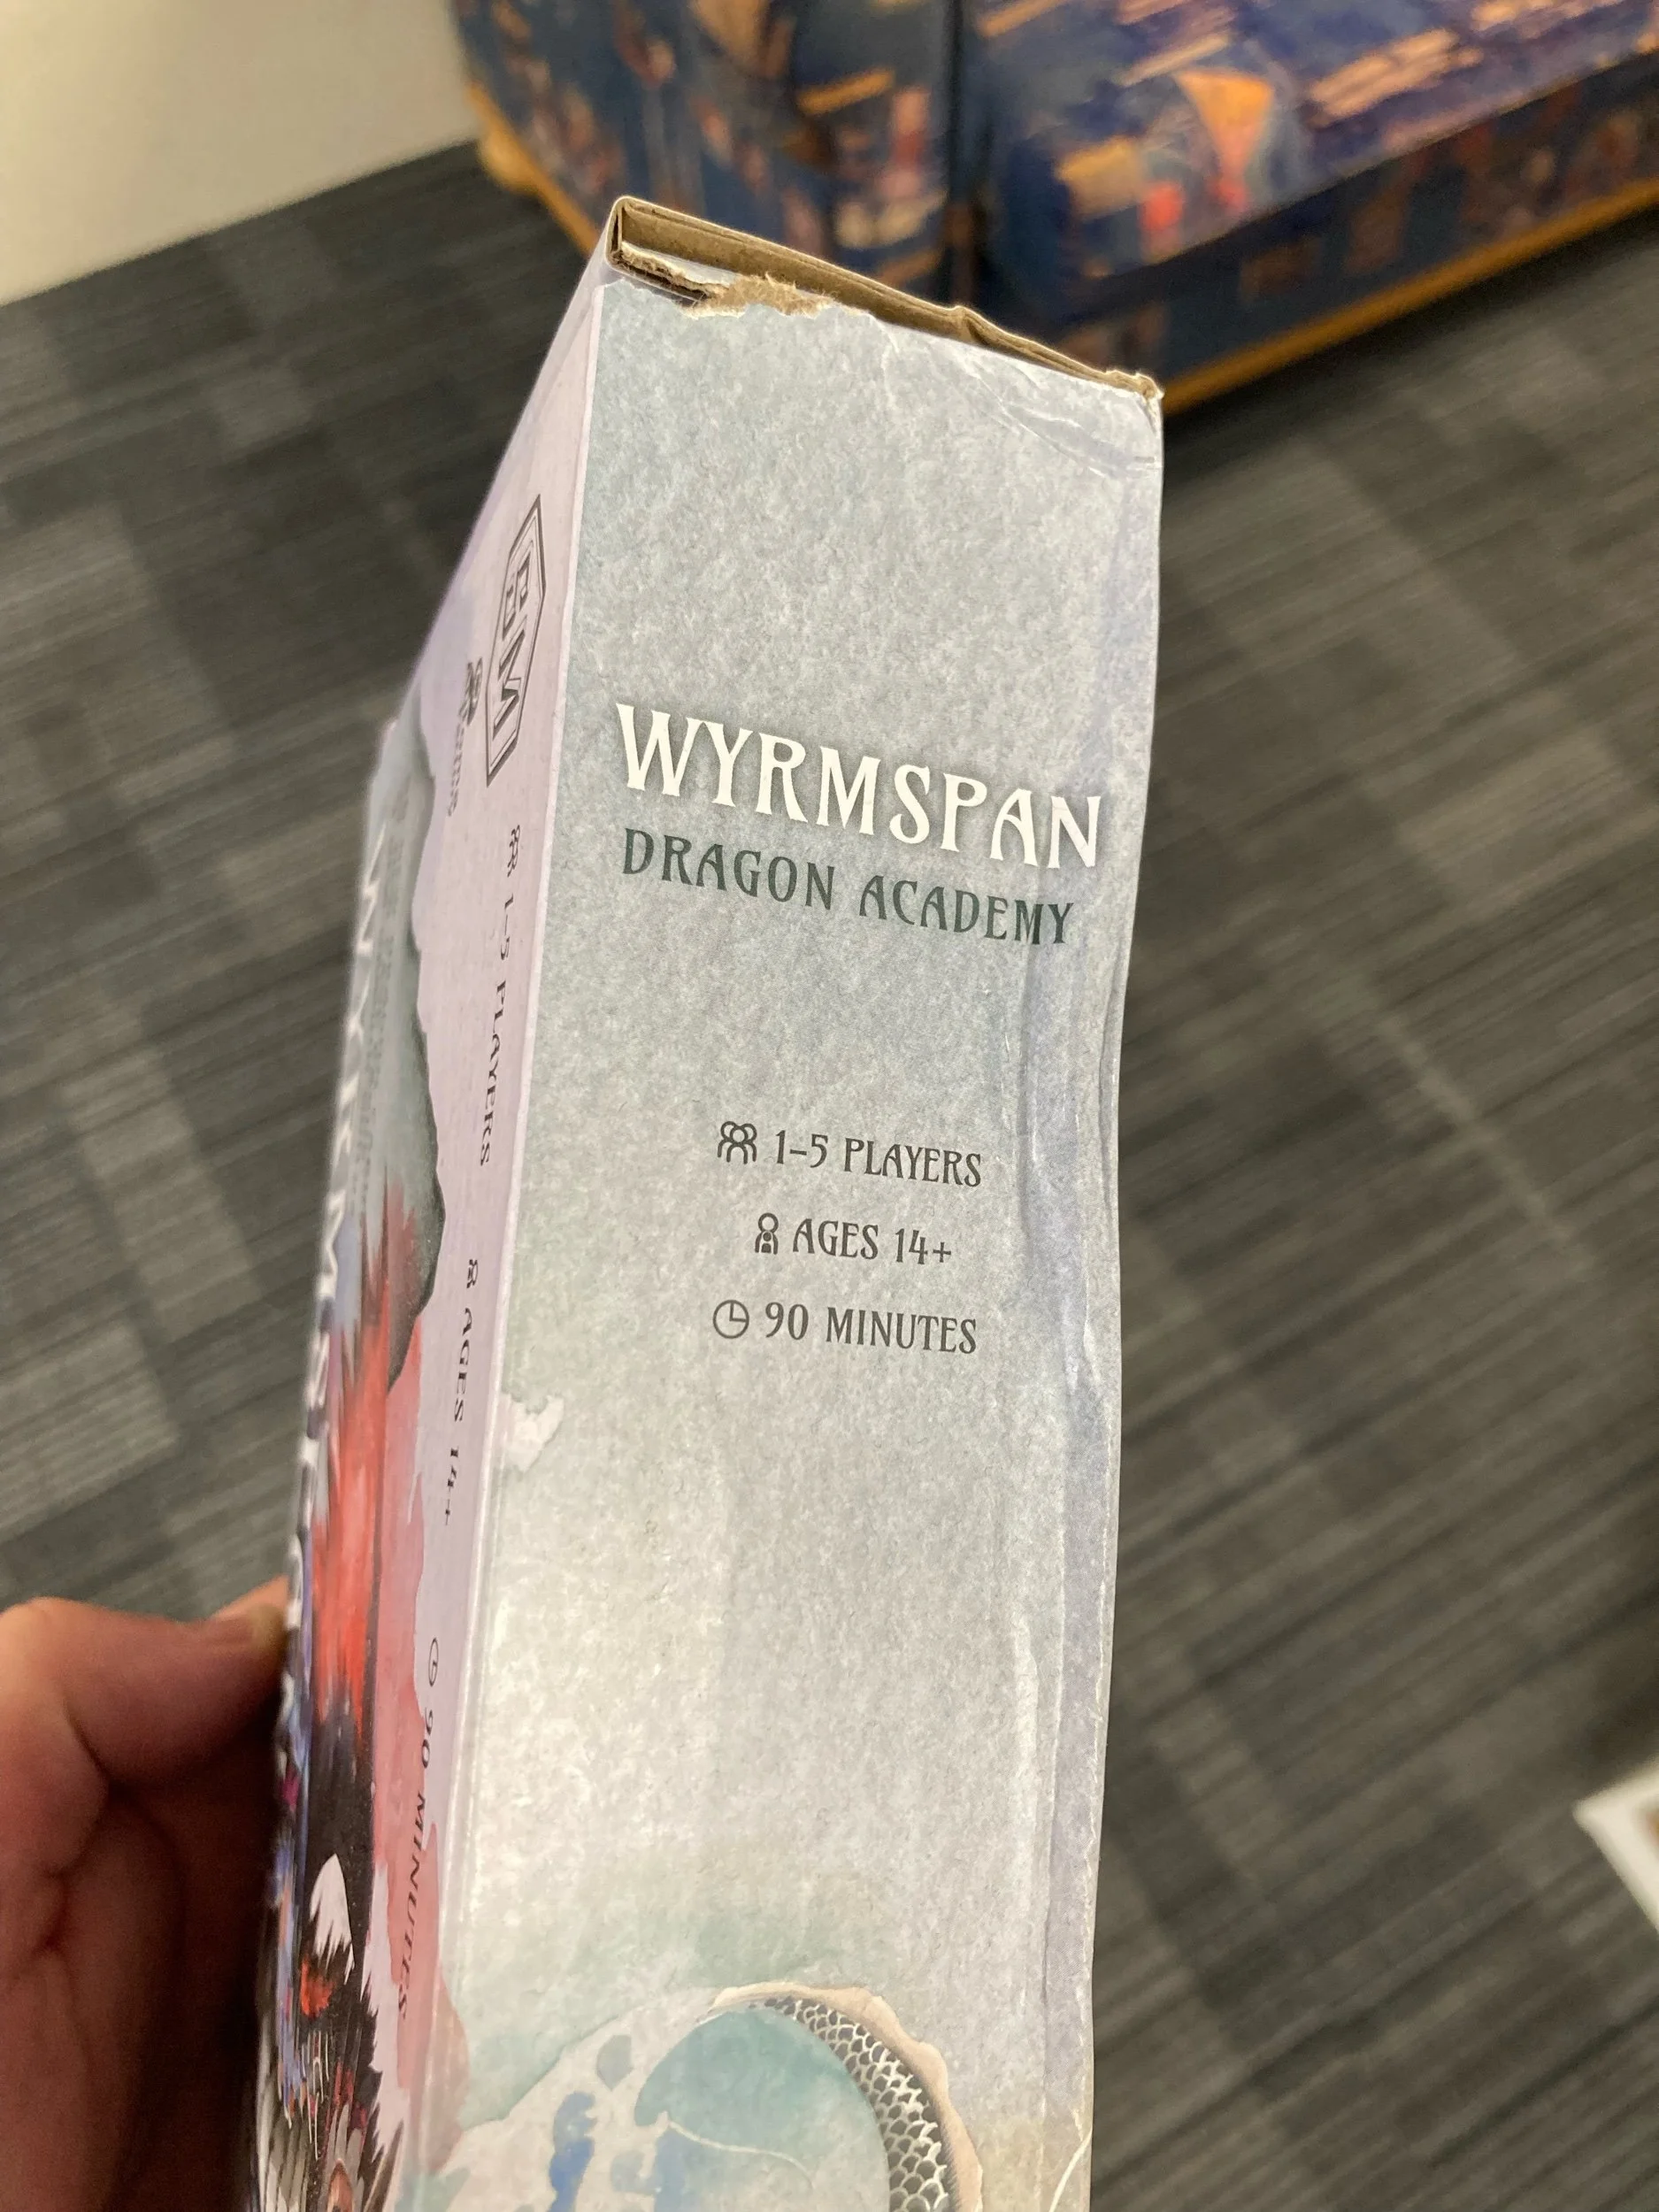 WYRMSPAN
DRAGON ACADEMY
1–5 PLAYERS
AGES 14+
90 MINUTES
1–5 PLAYERS
AGES 14+
90 MINUTES